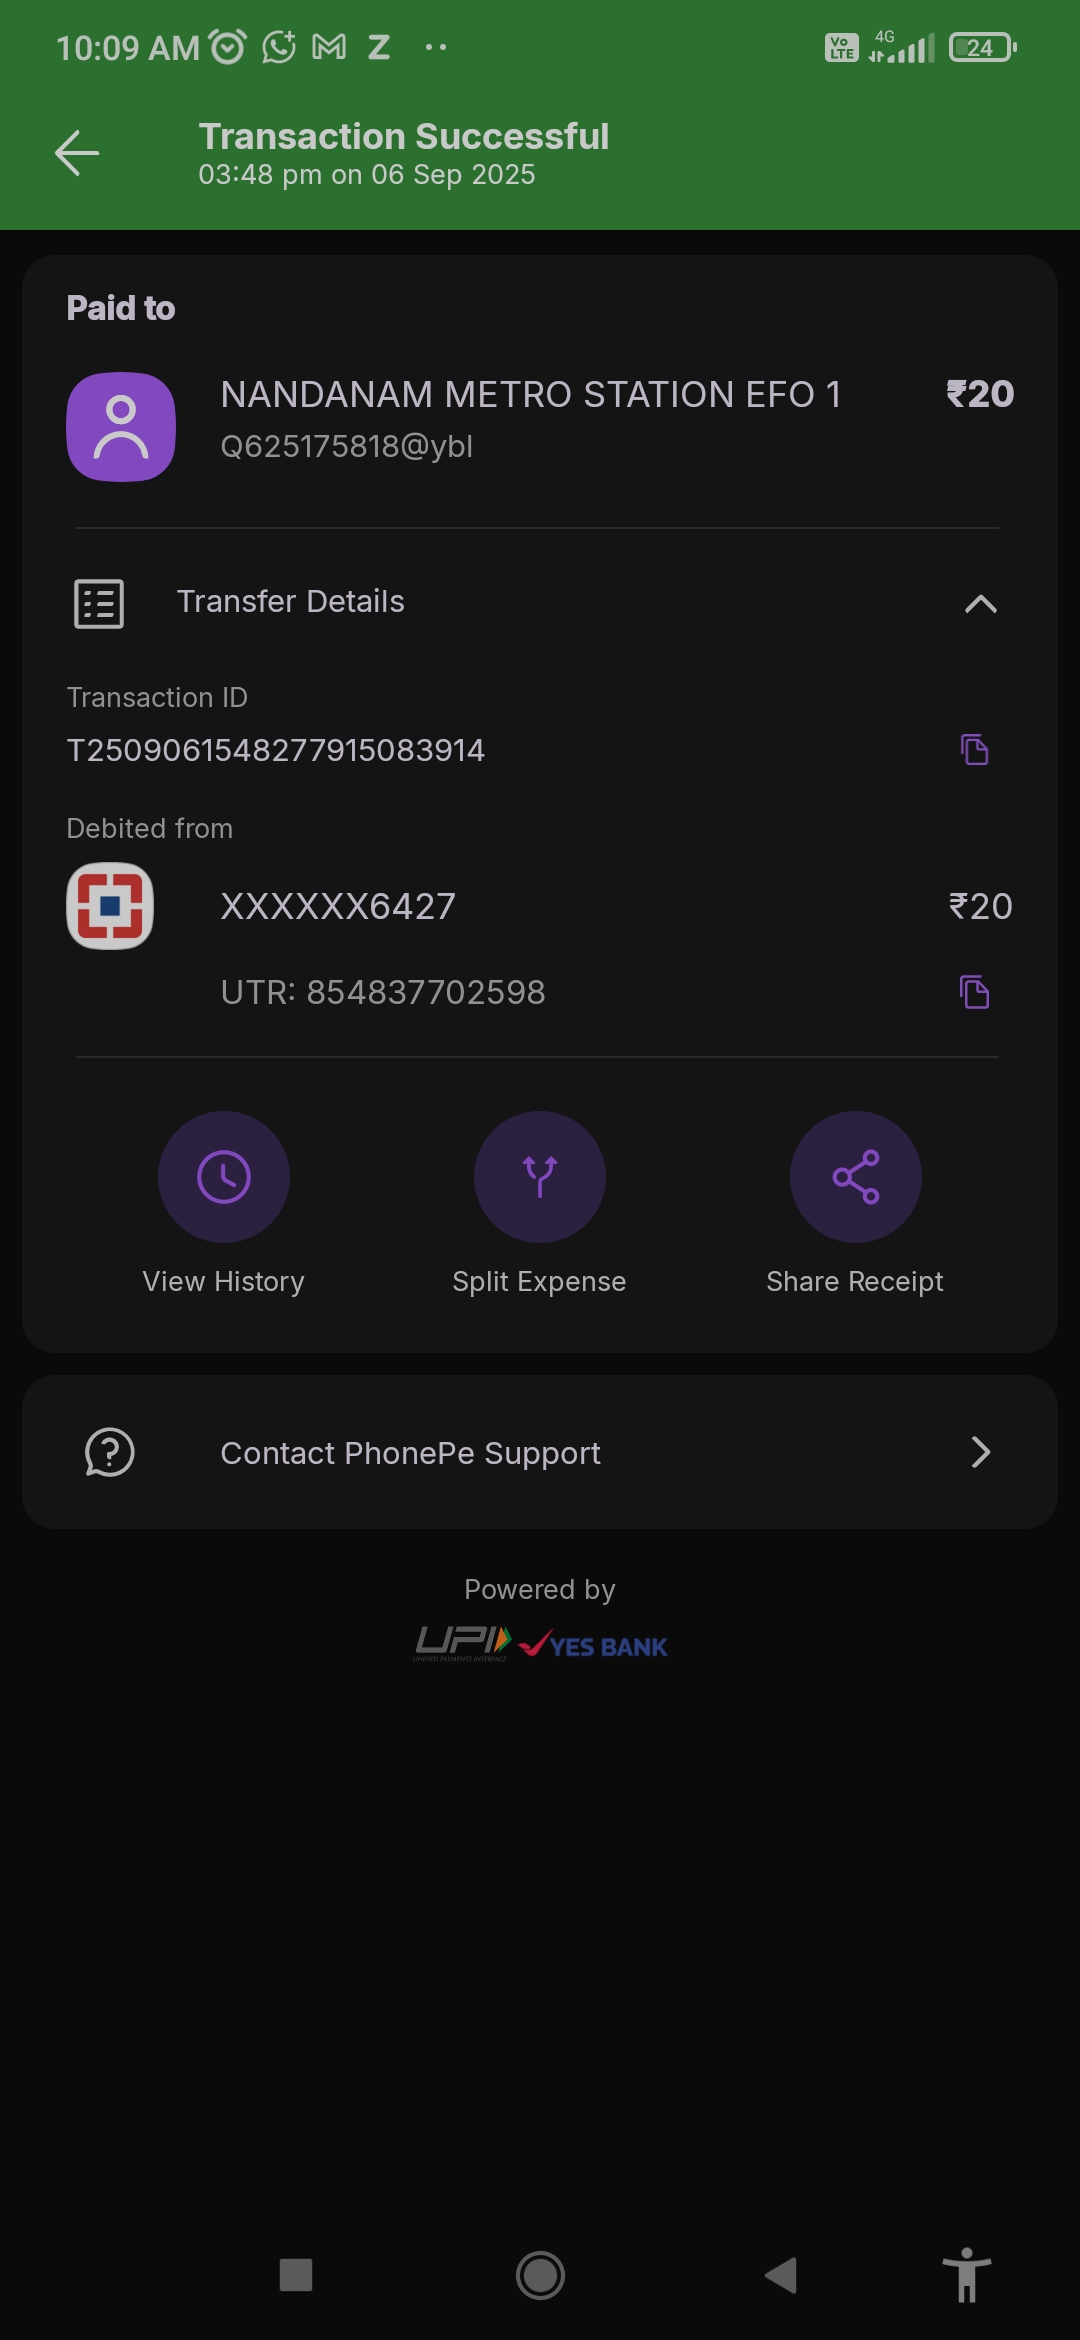 10:09 AM Z 4G Vo LTE 24
Transaction Successful
03:48 pm on 06 Sep 2025
Paid to
NANDANAM METRO STATION EFO 1 ₹20
Q625175818@ybl
Transfer Details
Transaction ID
T2509061548277915083914
Debited from
XXXXXX6427 ₹20
UTR: 854837702598
View History Split Expense Share Receipt
Contact PhonePe Support
Powered by
UPI YES BANK
UNIFIED PAYMENTS INTERFACE